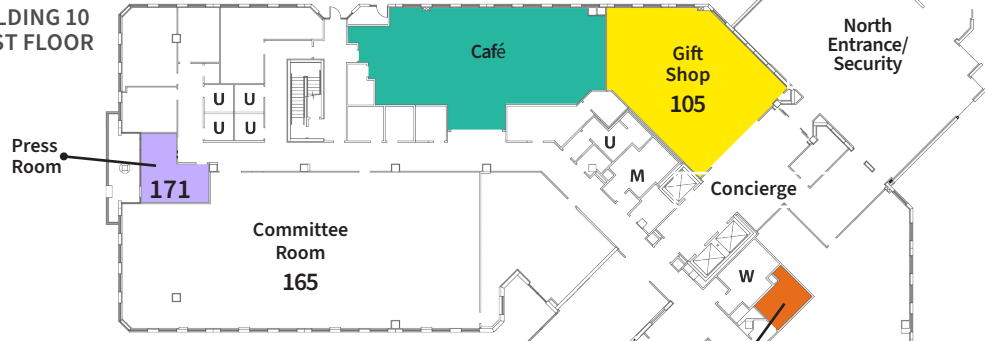 LDING 10
ST FLOOR
North
Entrance/
Security
Café
Gift
Shop
105
U
U
U
U
Press
Room
U
M
171
Concierge
Committee
Room
165
W